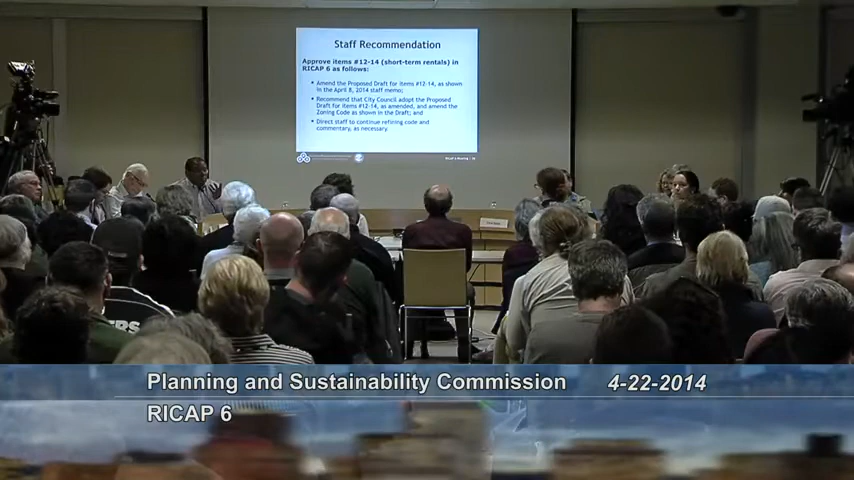 Staff Recommendation
Approve items #12-14 (short-term rentals) in
RICAP 6 as follows:
• Amend the Proposed Draft for items #12-14, as shown
in the April 8, 2014 staff memo;
• Recommend that City Council adopt the Proposed
Draft for items #12-14, as amended, and amend the
Zoning Code as shown in the Draft; and
• Direct staff to continue refining code and
commentary, as necessary.
Planning and Sustainability Commission 4-22-2014
RICAP 6